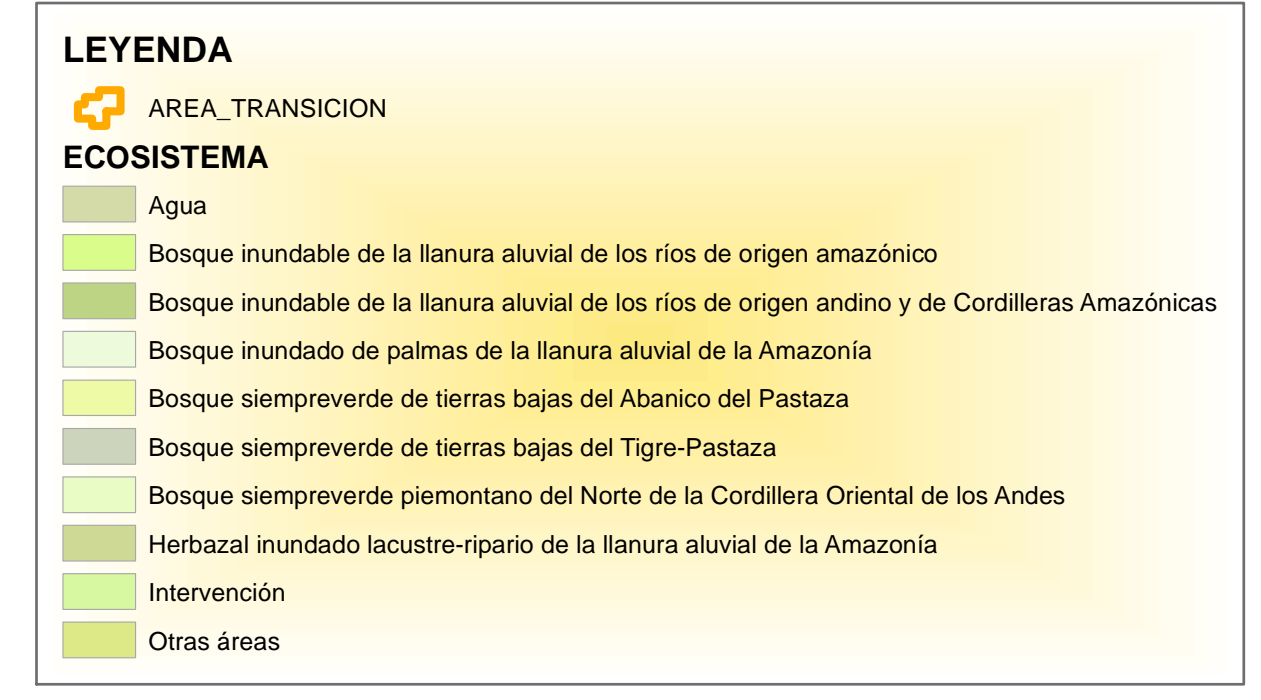 LEYENDA
AREA_TRANSICION
ECOSISTEMA
Agua
Bosque inundable de la llanura aluvial de los ríos de origen amazónico
Bosque inundable de la llanura aluvial de los ríos de origen andino y de Cordilleras Amazónicas
Bosque inundado de palmas de la llanura aluvial de la Amazonía
Bosque siempreverde de tierras bajas del Abanico del Pastaza
Bosque siempreverde de tierras bajas del Tigre-Pastaza
Bosque siempreverde piemontano del Norte de la Cordillera Oriental de los Andes
Herbazal inundado lacustre-ripario de la llanura aluvial de la Amazonía
Intervención
Otras áreas